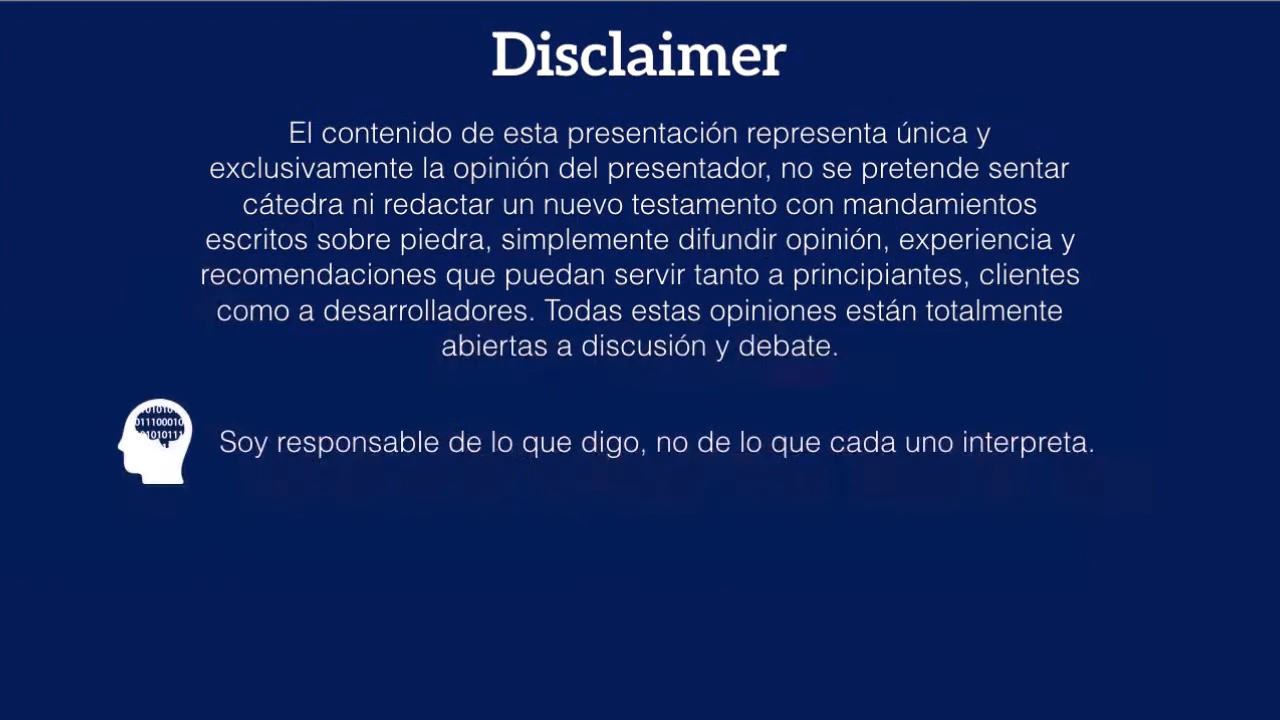 Disclaimer
El contenido de esta presentación representa única y
exclusivamente la opinión del presentador, no se pretende sentar
cátedra ni redactar un nuevo testamento con mandamientos
escritos sobre piedra, simplemente difundir opinión, experiencia y
recomendaciones que puedan servir tanto a principiantes, clientes
como a desarrolladores. Todas estas opiniones están totalmente
abiertas a discusión y debate.
Soy responsable de lo que digo, no de lo que cada uno interpreta.